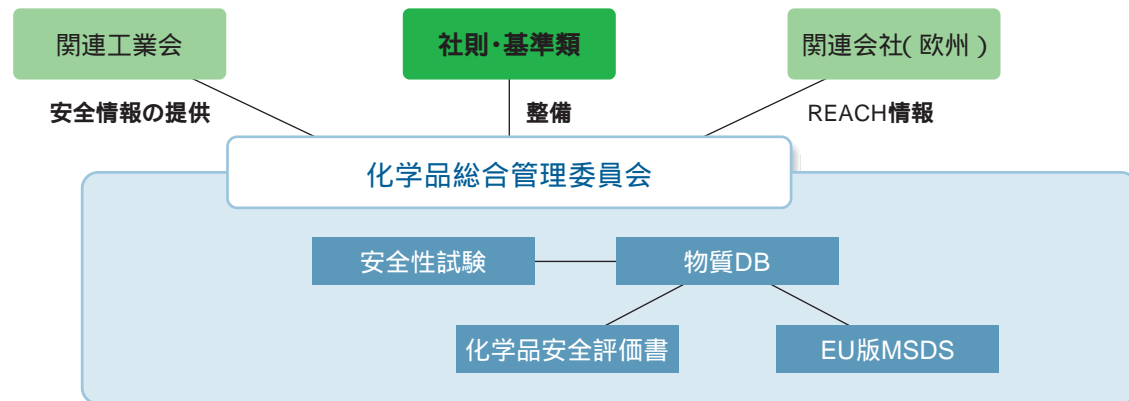 関連工業会
社則・基準類
関連会社(欧州)
安全情報の提供
整備
REACH情報
化学品総合管理委員会
安全性試験
物質DB
化学品安全評価書
EU版MSDS